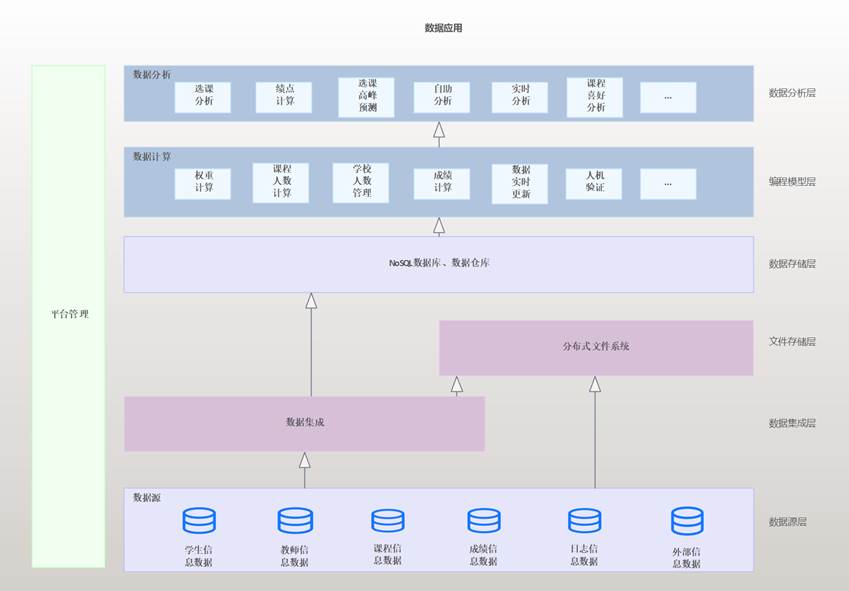 数据应用
平台管理
数据分析
选课
分析
绩点
计算
选课
高峰
预测
自助
分析
实时
分析
课程
喜好
分析
...
数据分析层
数据计算
权重
计算
课程
人数
计算
学校
人数
管理
成绩
计算
数据
实时
更新
人机
验证
...
编程模型层
NoSQL数据库、数据仓库
数据存储层
分布式文件系统
文件存储层
数据集成
数据集成层
数据源
学生信
息数据
教师信
息数据
课程信
息数据
成绩信
息数据
日志信
息数据
外部信
息数据
数据源层